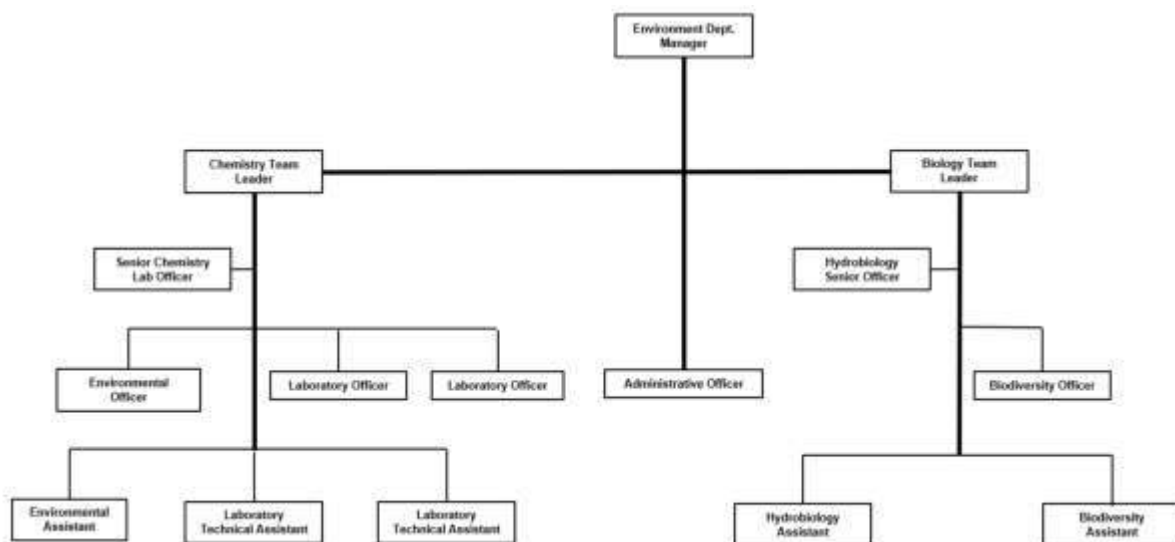 Environment Dept.
Manager
Chemistry Team
Leader
Biology Team
Leader
Senior Chemistry
Lab Officer
Hydrobiology
Senior Officer
Environmental
Officer
Laboratory Officer
Laboratory Officer
Administrative Officer
Biodiversity Officer
Environmental
Assistant
Laboratory
Technical Assistant
Laboratory
Technical Assistant
Hydrobiology
Assistant
Biodiversity
Assistant